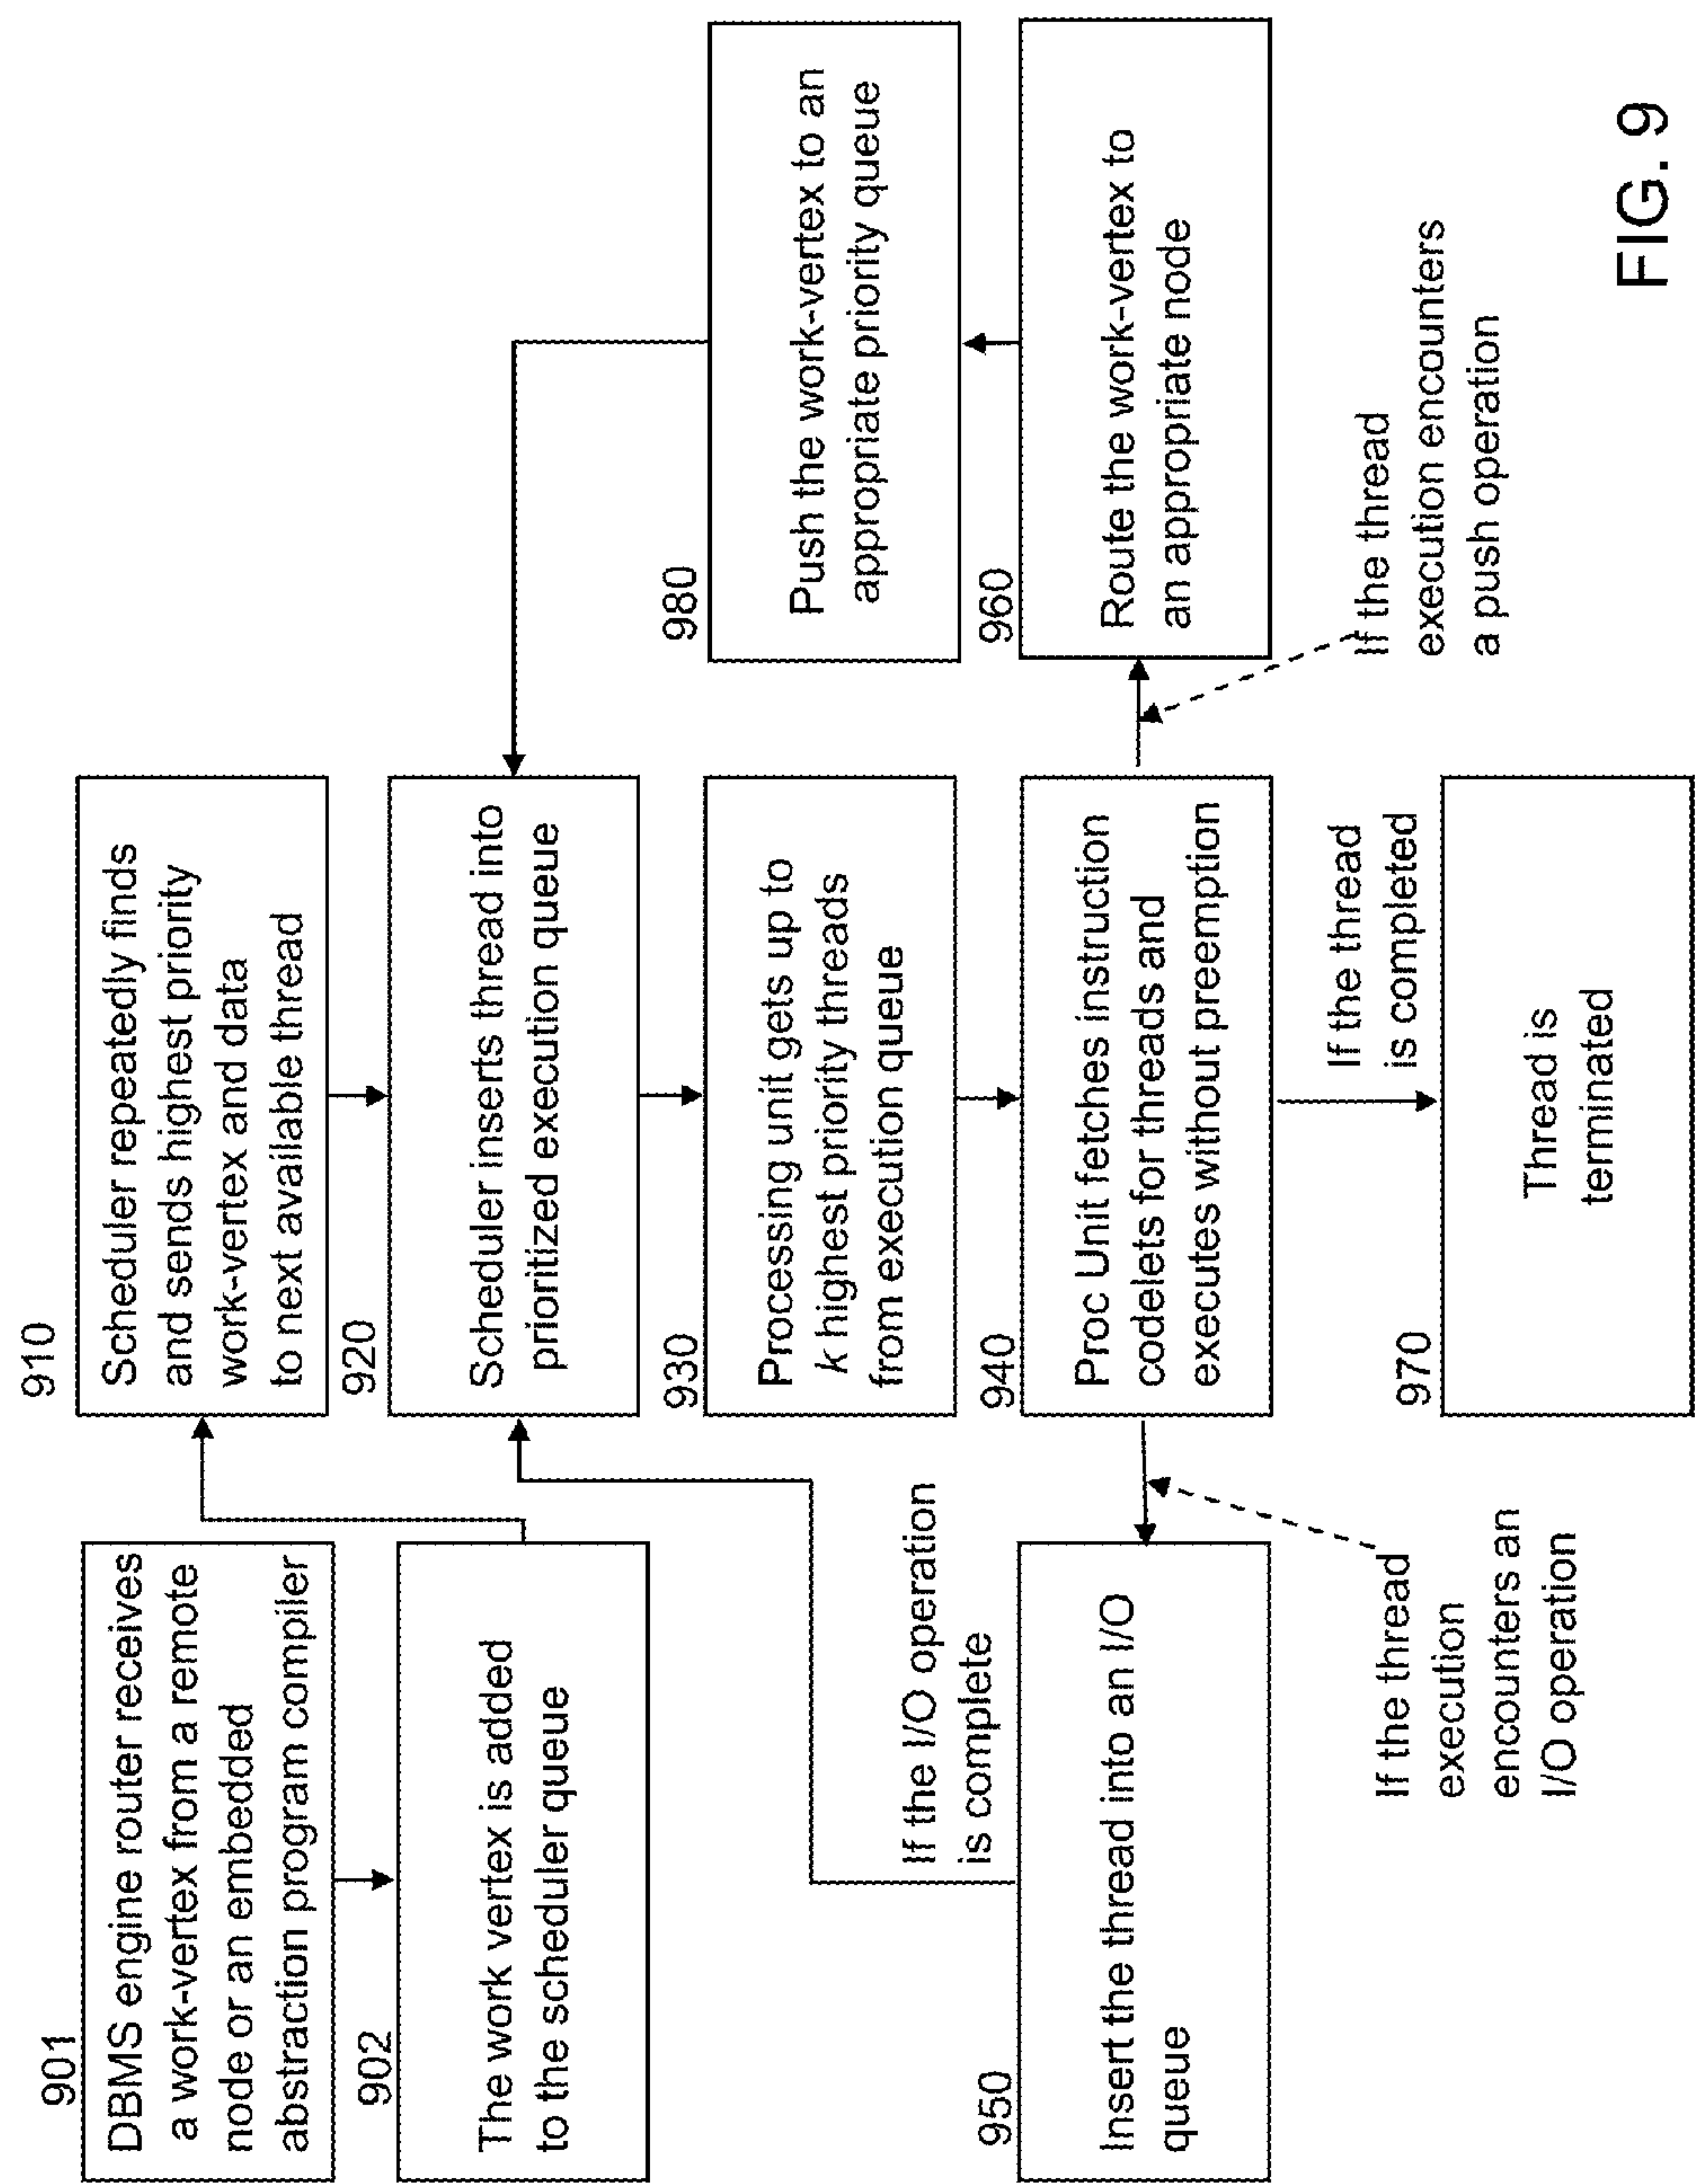 901
DBMS engine router receives
a work-vertex from a remote
node or an embedded
abstraction program compiler
902
The work vertex is added
to the scheduler queue
910
Scheduler repeatedly finds
and sends highest priority
work-vertex and data
to next available thread
920
Scheduler inserts thread into
prioritized execution queue
930
Processing unit gets up to
k highest priority threads
from execution queue
940
Proc Unit fetches instruction
codelets for threads and
executes without preemption
950
Insert the thread into an I/O
queue
If the I/O operation
is complete
If the thread
execution
encounters an
I/O operation
If the thread
is completed
970
Thread is
terminated
980
Push the work-vertex to an
appropriate priority queue
960
Route the work-vertex to
an appropriate node
If the thread
execution encounters
a push operation
FIG. 9